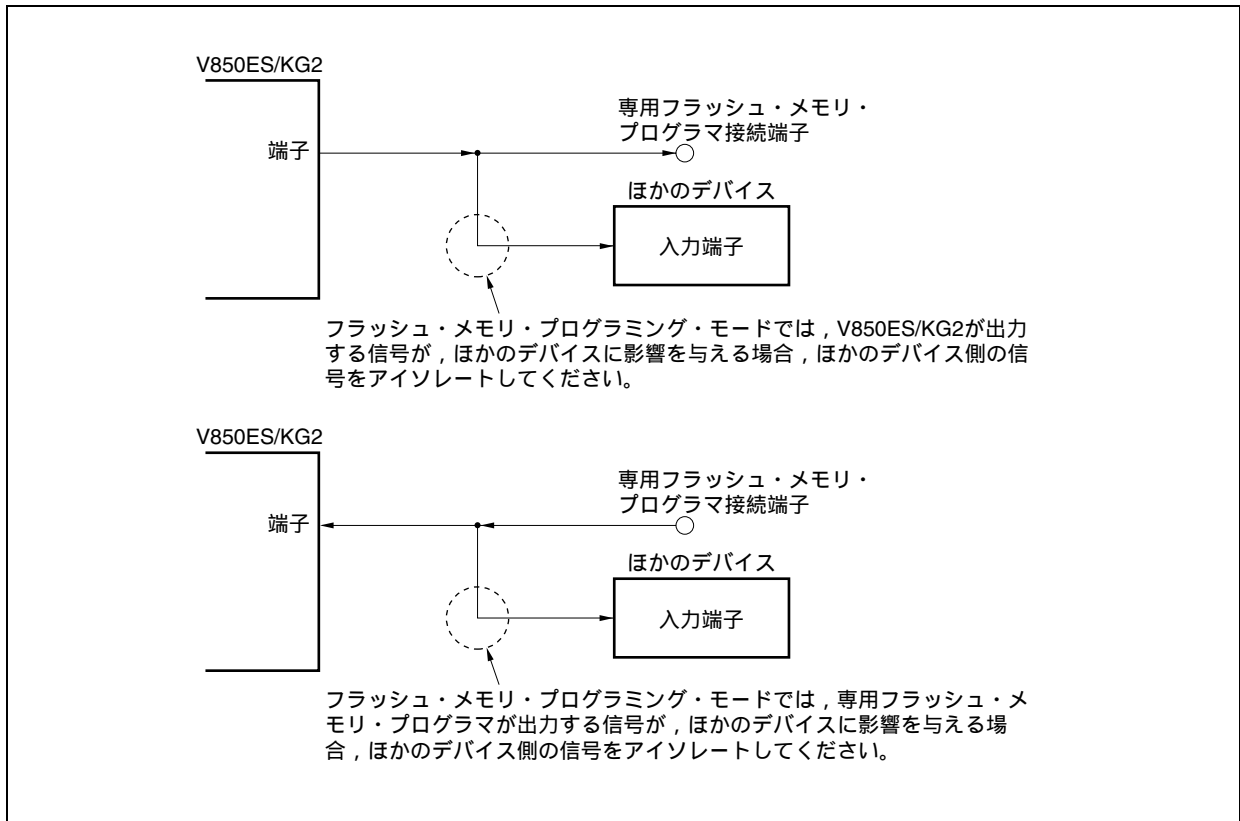 V850ES/KG2
専用フラッシュ・メモリ・
プログラマ接続端子
端子
ほかのデバイス
入力端子
フラッシュ・メモリ・プログラミング・モードでは，V850ES/KG2が出力
する信号が，ほかのデバイスに影響を与える場合，ほかのデバイス側の信
号をアイソレートしてください。
V850ES/KG2
専用フラッシュ・メモリ・
プログラマ接続端子
端子
ほかのデバイス
入力端子
フラッシュ・メモリ・プログラミング・モードでは，専用フラッシュ・メ
モリ・プログラマが出力する信号が，ほかのデバイスに影響を与える場
合，ほかのデバイス側の信号をアイソレートしてください。